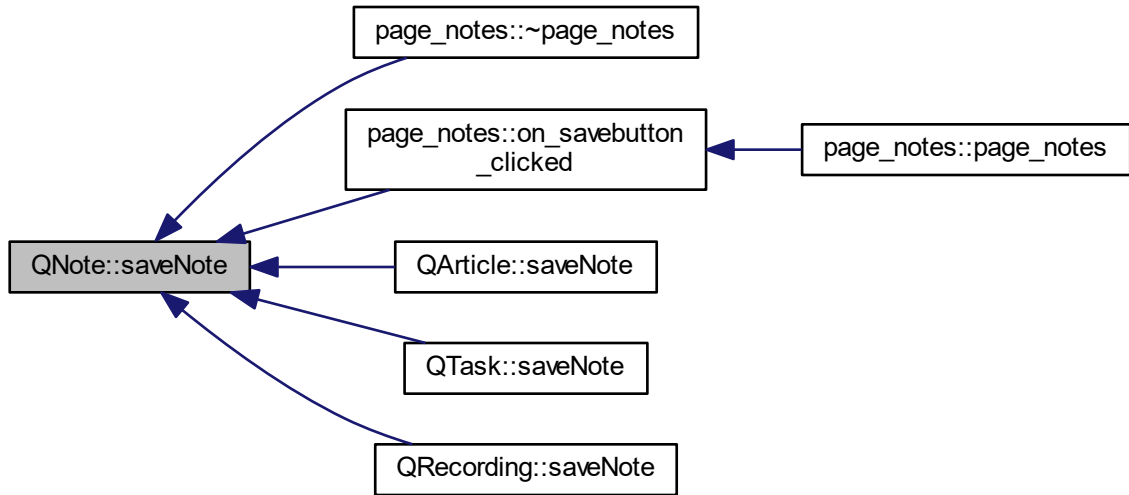 page_notes::~page_notes
page_notes::on_savebutton
_clicked
page_notes::page_notes
QNote::saveNote
QArticle::saveNote
QTask::saveNote
QRecording::saveNote